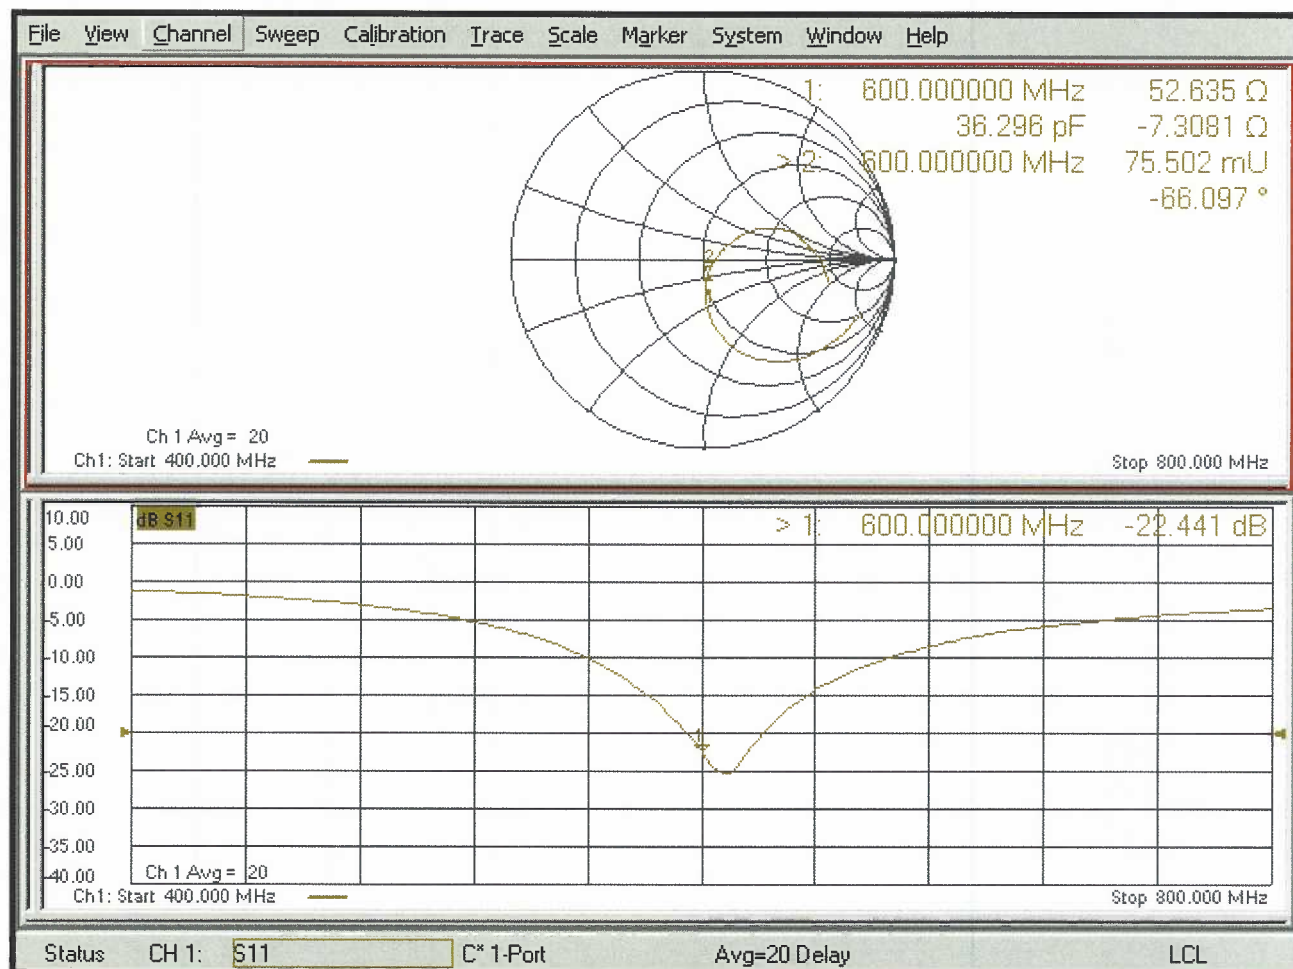 File View Channel Sweep Calibration Trace Scale Marker System Window Help
1: 600.000000 MHz 52.635 Ω
36.296 pF -7.3081 Ω
> 2: 600.000000 MHz 75.502 mU
-66.097 °
2
Ch 1 Avg = 20
Ch1: Start 400.000 MHz
Stop 800.000 MHz
dB S11
> 1: 600.000000 MHz -22.441 dB
10.00
5.00
0.00
-5.00
-10.00
-15.00
-20.00
-25.00
-30.00
-35.00
-40.00
1
Ch 1 Avg = 20
Ch1: Start 400.000 MHz
Stop 800.000 MHz
Status CH 1: S11 C* 1-Port Avg=20 Delay LCL